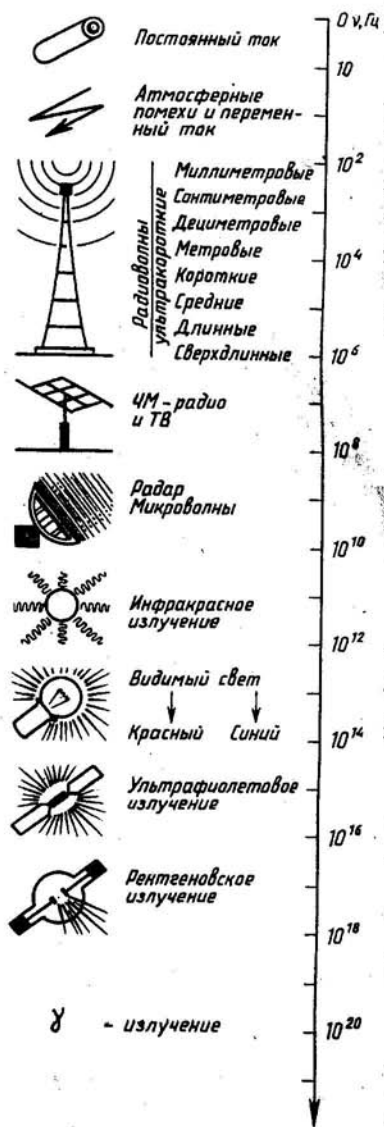 0 ν, Гц
Постоянный ток
10
Атмосферные
помехи и перемен-
ный ток
10²
Радиоволны
ультракороткие
Миллиметровые
Сантиметровые
Дециметровые
Метровые
10⁴
Короткие
Средние
Длинные
Сверхдлинные
10⁶
ЧМ - радио
и ТВ
10⁸
Радар
Микроволны
10¹⁰
Инфракрасное
излучение
10¹²
Видимый свет
Красный Синий
10¹⁴
Ультрафиолетовое
излучение
10¹⁶
Рентгеновское
излучение
10¹⁸
γ - излучение
10²⁰